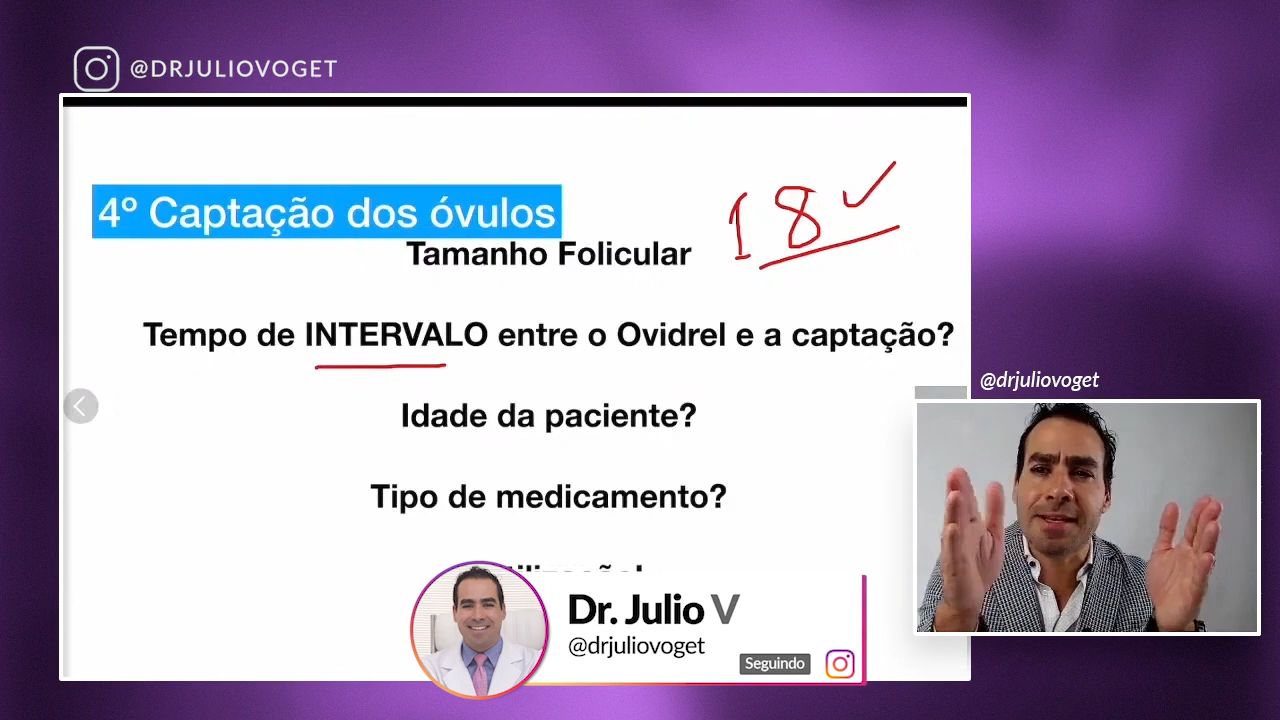 @DRJULIOVOGET
4º Captação dos óvulos
18
Tamanho Folicular
Tempo de INTERVALO entre o Ovidrel e a captação?
Idade da paciente?
Tipo de medicamento?
Dr. Julio V
@drjuliovoget
Seguindo
@drjuliovoget